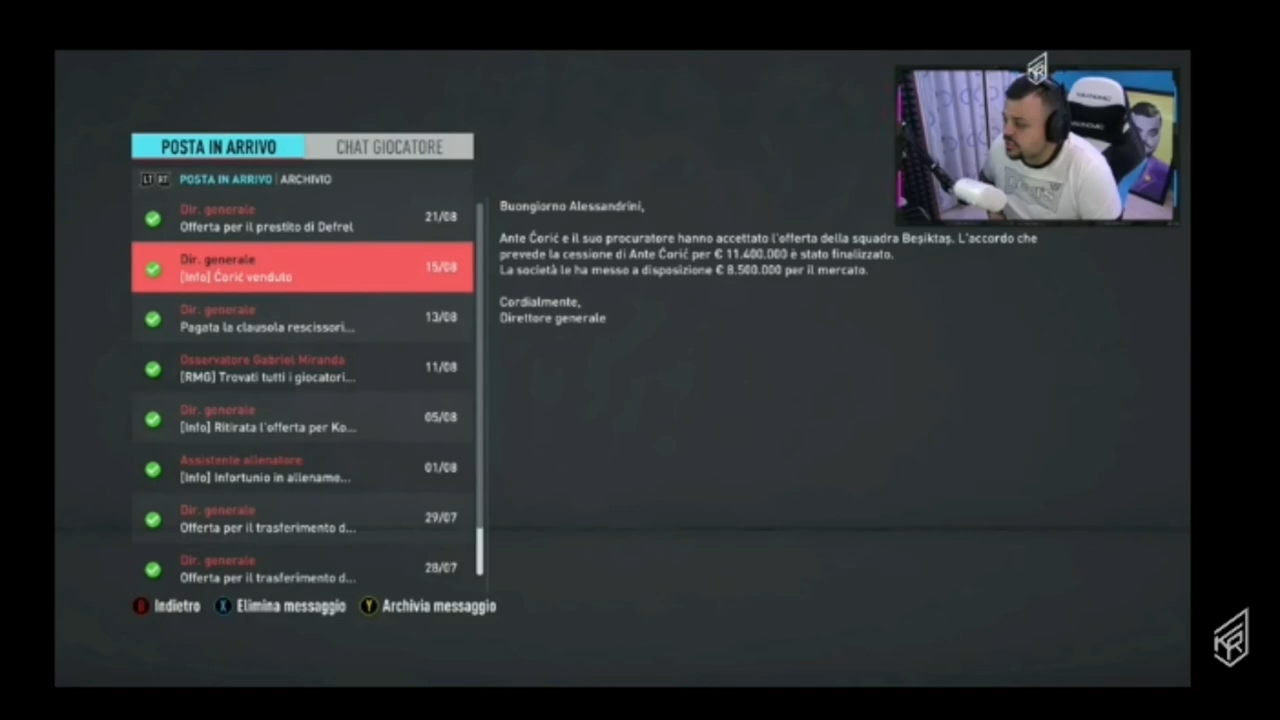 POSTA IN ARRIVO
CHAT GIOCATORE
LT RT POSTA IN ARRIVO | ARCHIVIO
Dir. generale
Offerta per il prestito di Defrel
21/08
Dir. generale
[Info] Ćorić venduto
15/08
Dir. generale
Pagata la clausola rescissori...
13/08
Osservatore Gabriel Miranda
[RMG] Trovati tutti i giocatori...
11/08
Dir. generale
[Info] Ritirata l'offerta per Ko...
05/08
Assistente allenatore
[Info] Infortunio in allename...
01/08
Dir. generale
Offerta per il trasferimento d...
29/07
Dir. generale
Offerta per il trasferimento d...
28/07
Buongiorno Alessandrini,
Ante Ćorić e il suo procuratore hanno accettato l'offerta della squadra Beşiktaş. L'accordo che
prevede la cessione di Ante Ćorić per € 11.400.000 è stato finalizzato.
La società le ha messo a disposizione € 8.500.000 per il mercato.
Cordialmente,
Direttore generale
B Indietro X Elimina messaggio Y Archivia messaggio
KR